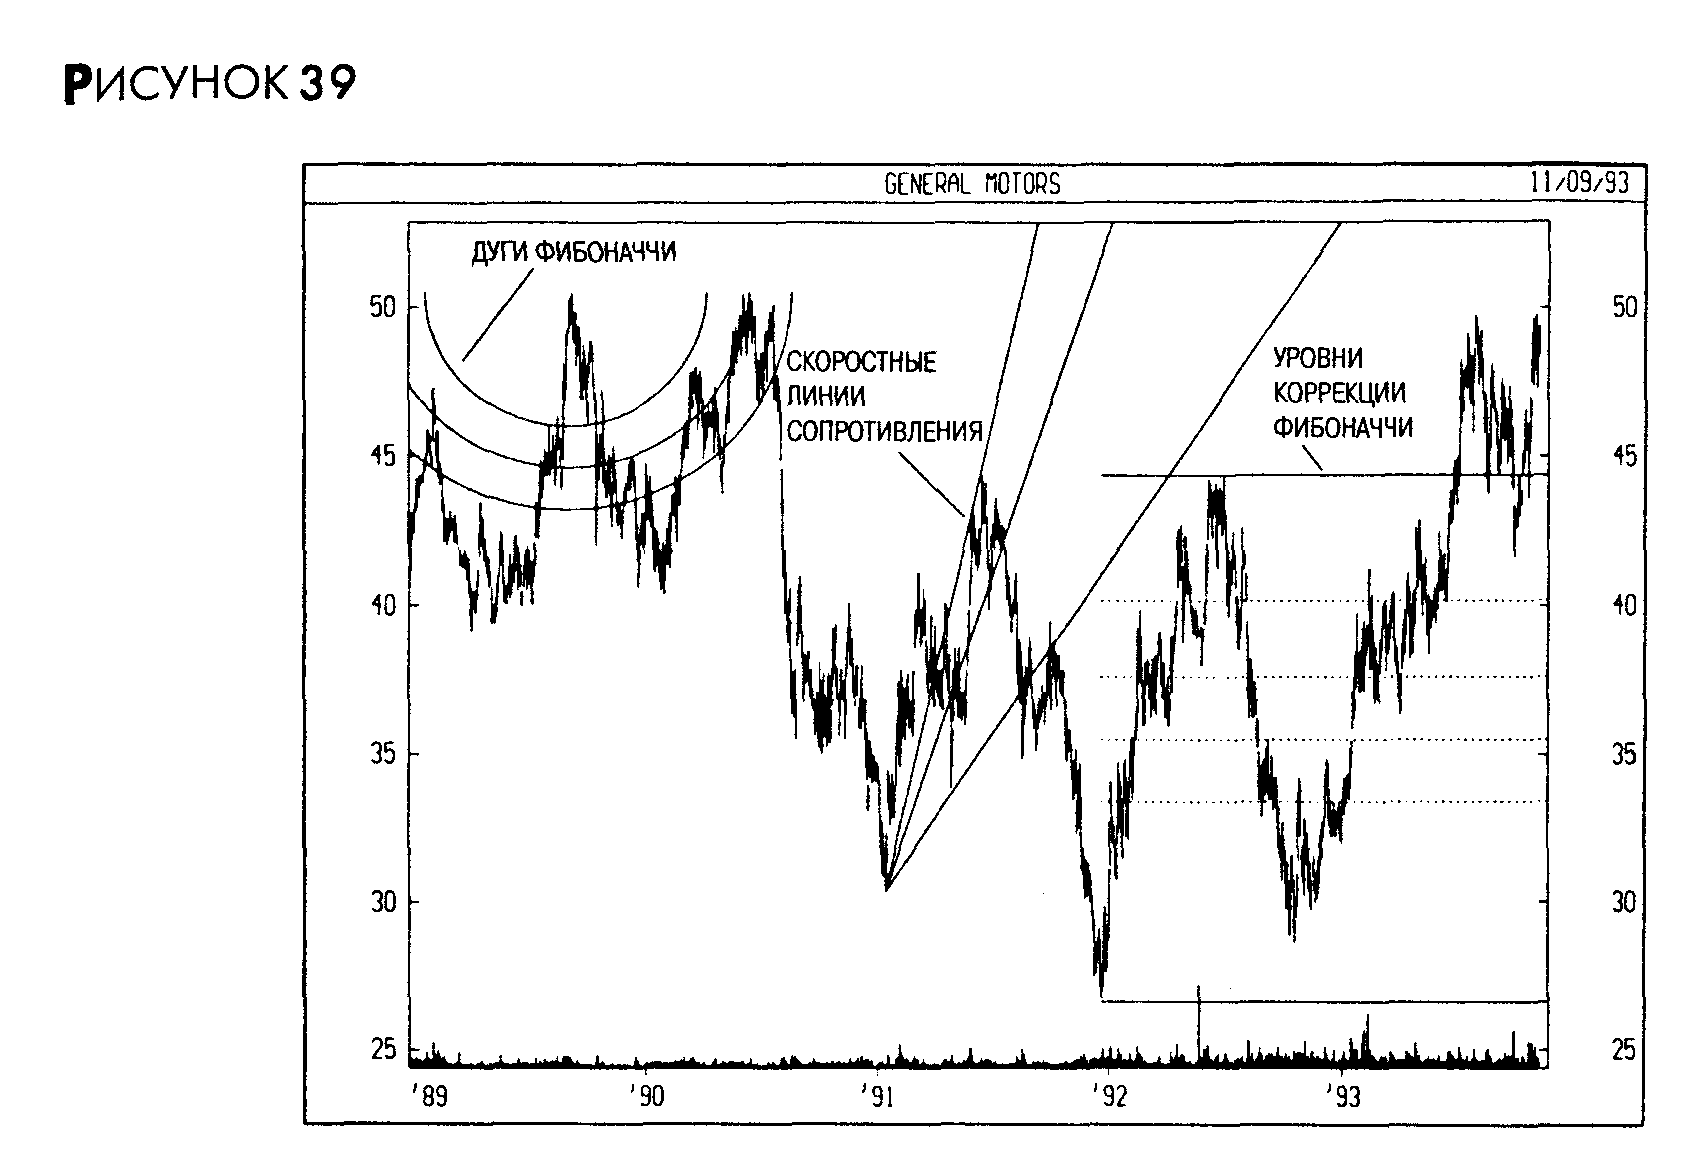 РИСУНОК 39
GENERAL MOTORS 11/09/93
ДУГИ ФИБОНАЧЧИ
50 50
СКОРОСТНЫЕ
ЛИНИИ
СОПРОТИВЛЕНИЯ
УРОВНИ
КОРРЕКЦИИ
ФИБОНАЧЧИ
45 45
40 40
35 35
30 30
25 25
'89 '90 '91 '92 '93